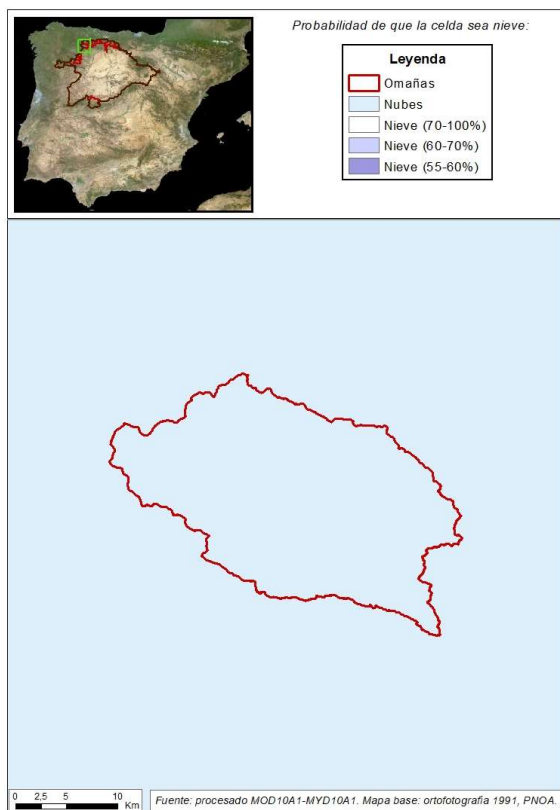 Probabilidad de que la celda sea nieve:
Leyenda
Omañas
Nubes
Nieve (70-100%)
Nieve (60-70%)
Nieve (55-60%)
0 2,5 5 10
Km
Fuente: procesado MOD10A1-MYD10A1. Mapa base: ortofotografía 1991, PNOA